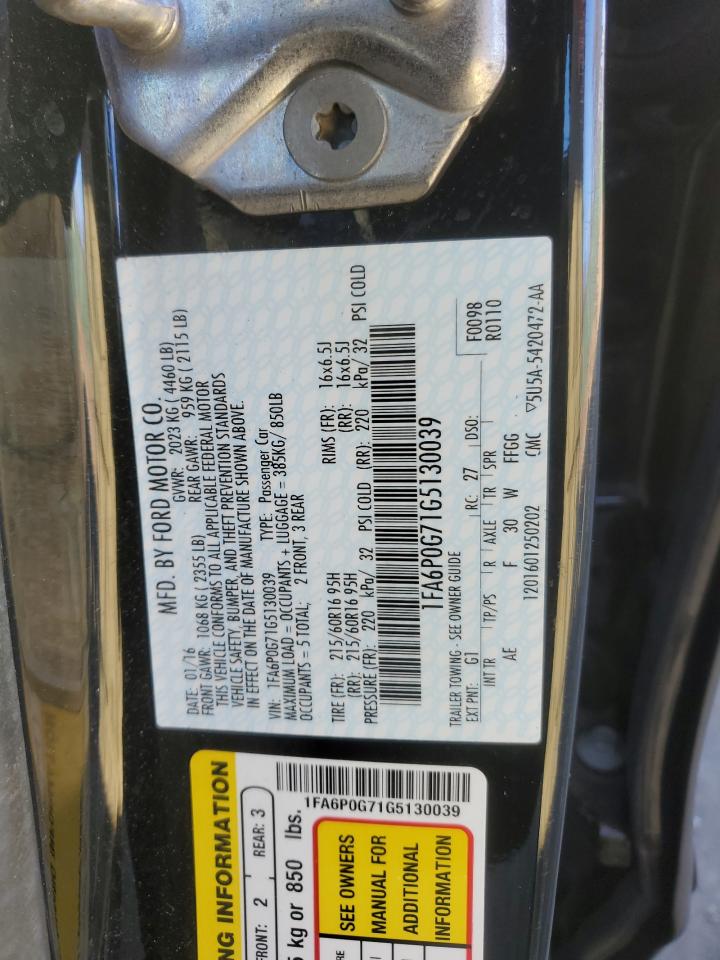 MFD. BY FORD MOTOR CO.
DATE: 01/16 GVWR: 2023 KG ( 4460 LB)
FRONT GAWR: 1068 KG ( 2355 LB) REAR GAWR: 959 KG ( 2115 LB)
THIS VEHICLE CONFORMS TO ALL APPLICABLE FEDERAL MOTOR
VEHICLE SAFETY, BUMPER, AND THEFT PREVENTION STANDARDS
IN EFFECT ON THE DATE OF MANUFACTURE SHOWN ABOVE.
VIN: 1FA6P0G71G5130039 TYPE: Passenger Car
MAXIMUM LOAD = OCCUPANTS + LUGGAGE = 385KG/ 850LB
OCCUPANTS = 5 TOTAL; 2 FRONT, 3 REAR
TIRE (FR): 215/60R16 95H RIMS (FR): 16x6.5J
(RR): 215/60R16 95H (RR): 16x6.5J
PRESSURE (FR): 220 kPa/ 32 PSI COLD (RR): 220 kPa/ 32 PSI COLD
1FA6P0G71G5130039
TRAILER TOWING - SEE OWNER GUIDE
F0098
R0110
EXT PNT: G1 RC: 27 DSO:
INT TR TP/PS R AXLE TR SPR
AE F 30 W FFGG
1201601250202 CMC ▽5U5A-5420472-AA
NG INFORMATION
FRONT: 2 REAR: 3
5 kg or 850 lbs.
1FA6P0G71G5130039
SEE OWNERS
MANUAL FOR
ADDITIONAL
INFORMATION